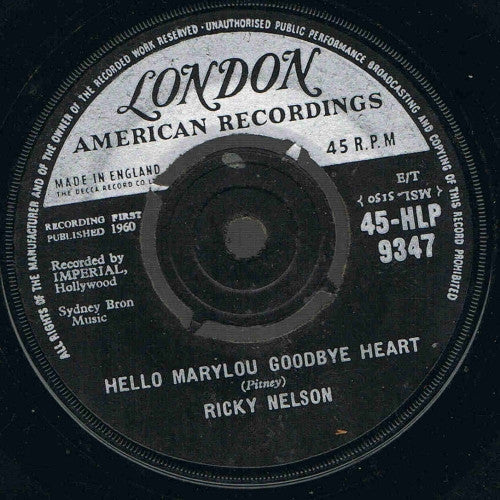 ALL RIGHTS OF THE MANUFACTURER AND OF THE OWNER OF THE RECORDED WORK RESERVED · UNAUTHORISED PUBLIC PERFORMANCE BROADCASTING AND COPYING OF THIS RECORD PROHIBITED
LONDON
AMERICAN RECORDINGS
45 R.P.M
MADE IN ENGLAND
THE DECCA RECORD CO LTD
E/T
(MSI. -0515)
45-HLP
9347
RECORDING FIRST
PUBLISHED 1960
Recorded by
IMPERIAL,
Hollywood
Sydney Bron
Music
HELLO MARYLOU GOODBYE HEART
(Pitney)
RICKY NELSON